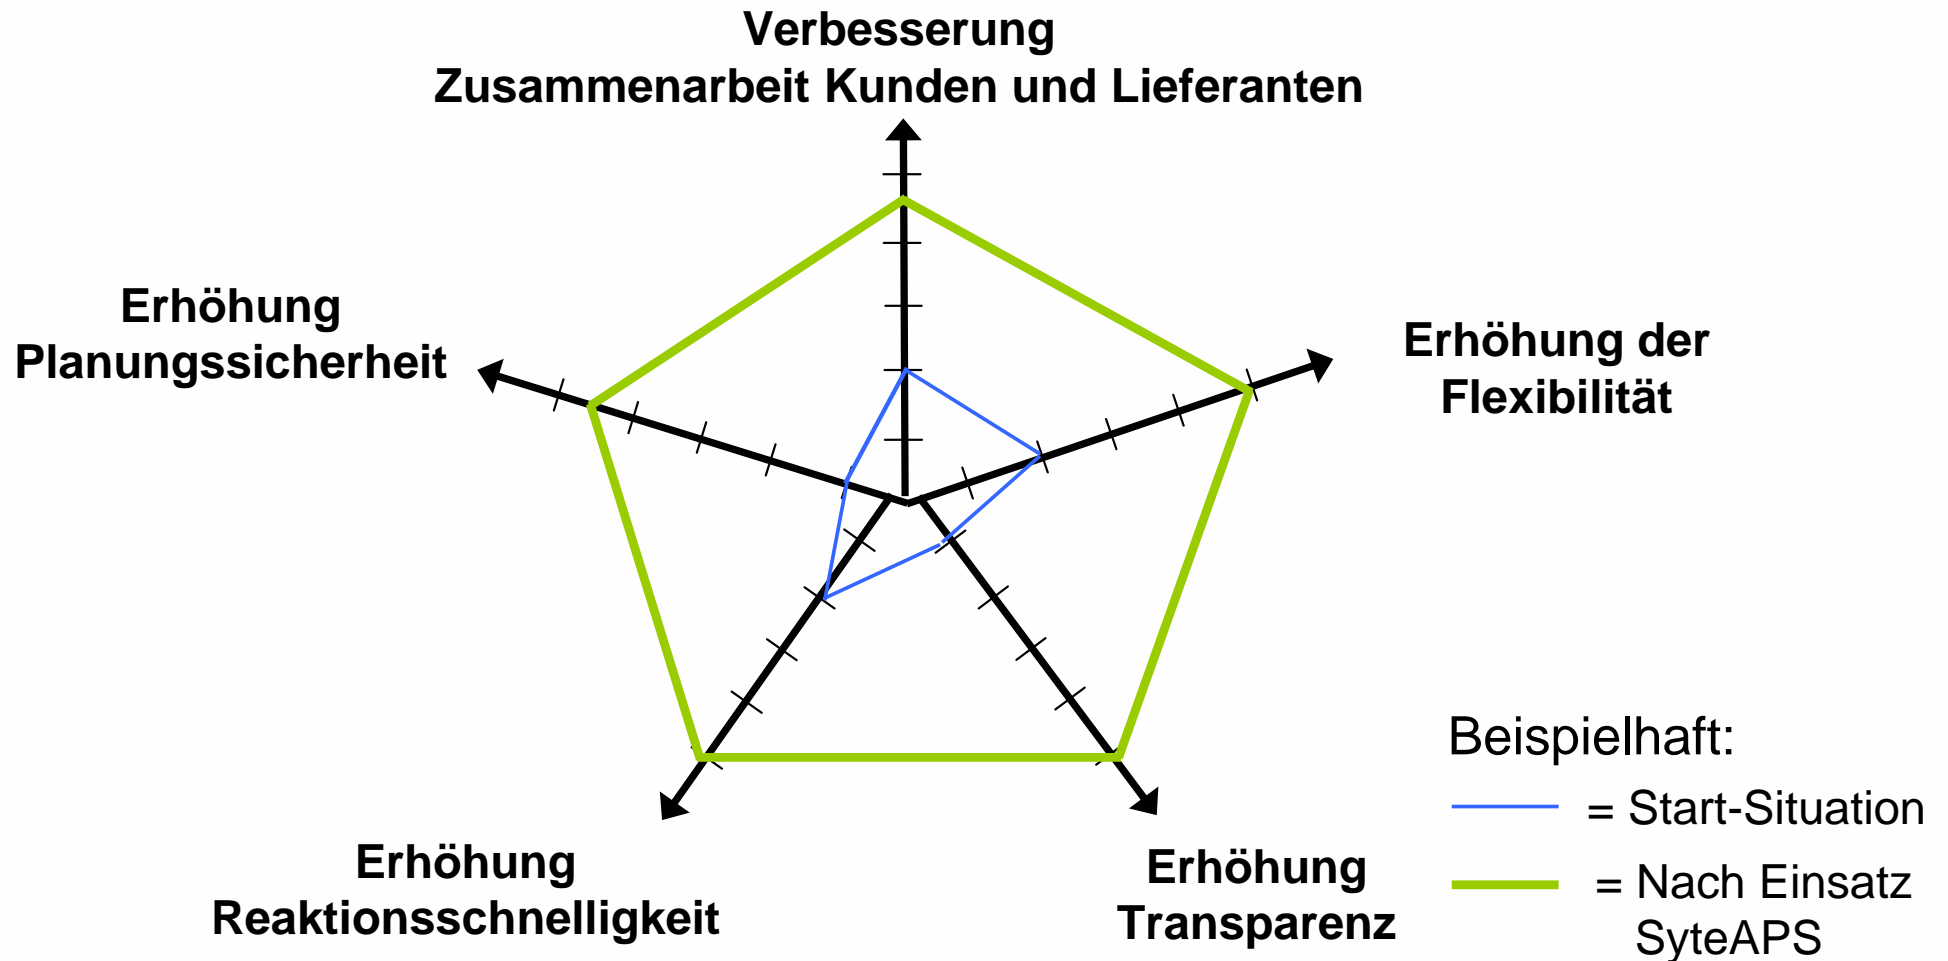 Verbesserung
Zusammenarbeit Kunden und Lieferanten
Erhöhung
Planungssicherheit
Erhöhung der
Flexibilität
Erhöhung
Reaktionsschnelligkeit
Erhöhung
Transparenz
Beispielhaft:
= Start-Situation
= Nach Einsatz
SyteAPS